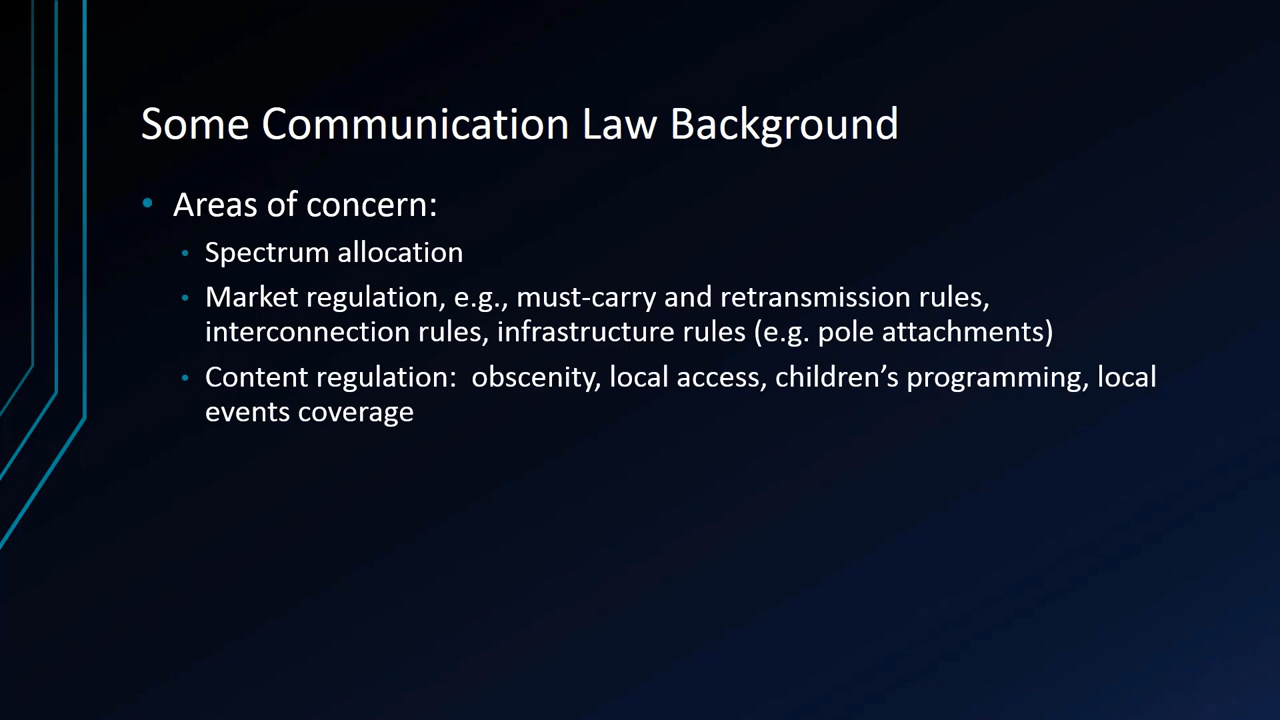 Some Communication Law Background
• Areas of concern:
• Spectrum allocation
• Market regulation, e.g., must-carry and retransmission rules,
interconnection rules, infrastructure rules (e.g. pole attachments)
• Content regulation:  obscenity, local access, children’s programming, local
events coverage